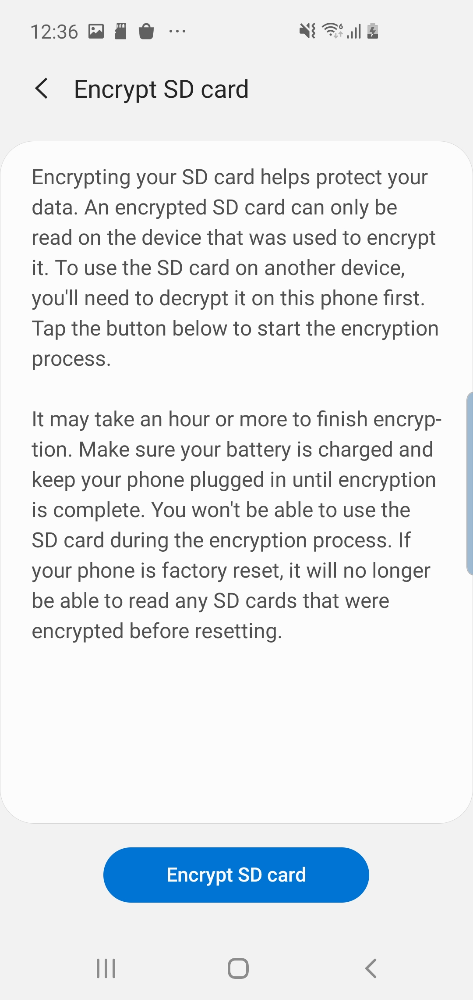 12:36
6
Encrypt SD card
Encrypting your SD card helps protect your
data. An encrypted SD card can only be
read on the device that was used to encrypt
it. To use the SD card on another device,
you'll need to decrypt it on this phone first.
Tap the button below to start the encryption
process.
It may take an hour or more to finish encryp-
tion. Make sure your battery is charged and
keep your phone plugged in until encryption
is complete. You won't be able to use the
SD card during the encryption process. If
your phone is factory reset, it will no longer
be able to read any SD cards that were
encrypted before resetting.
Encrypt SD card